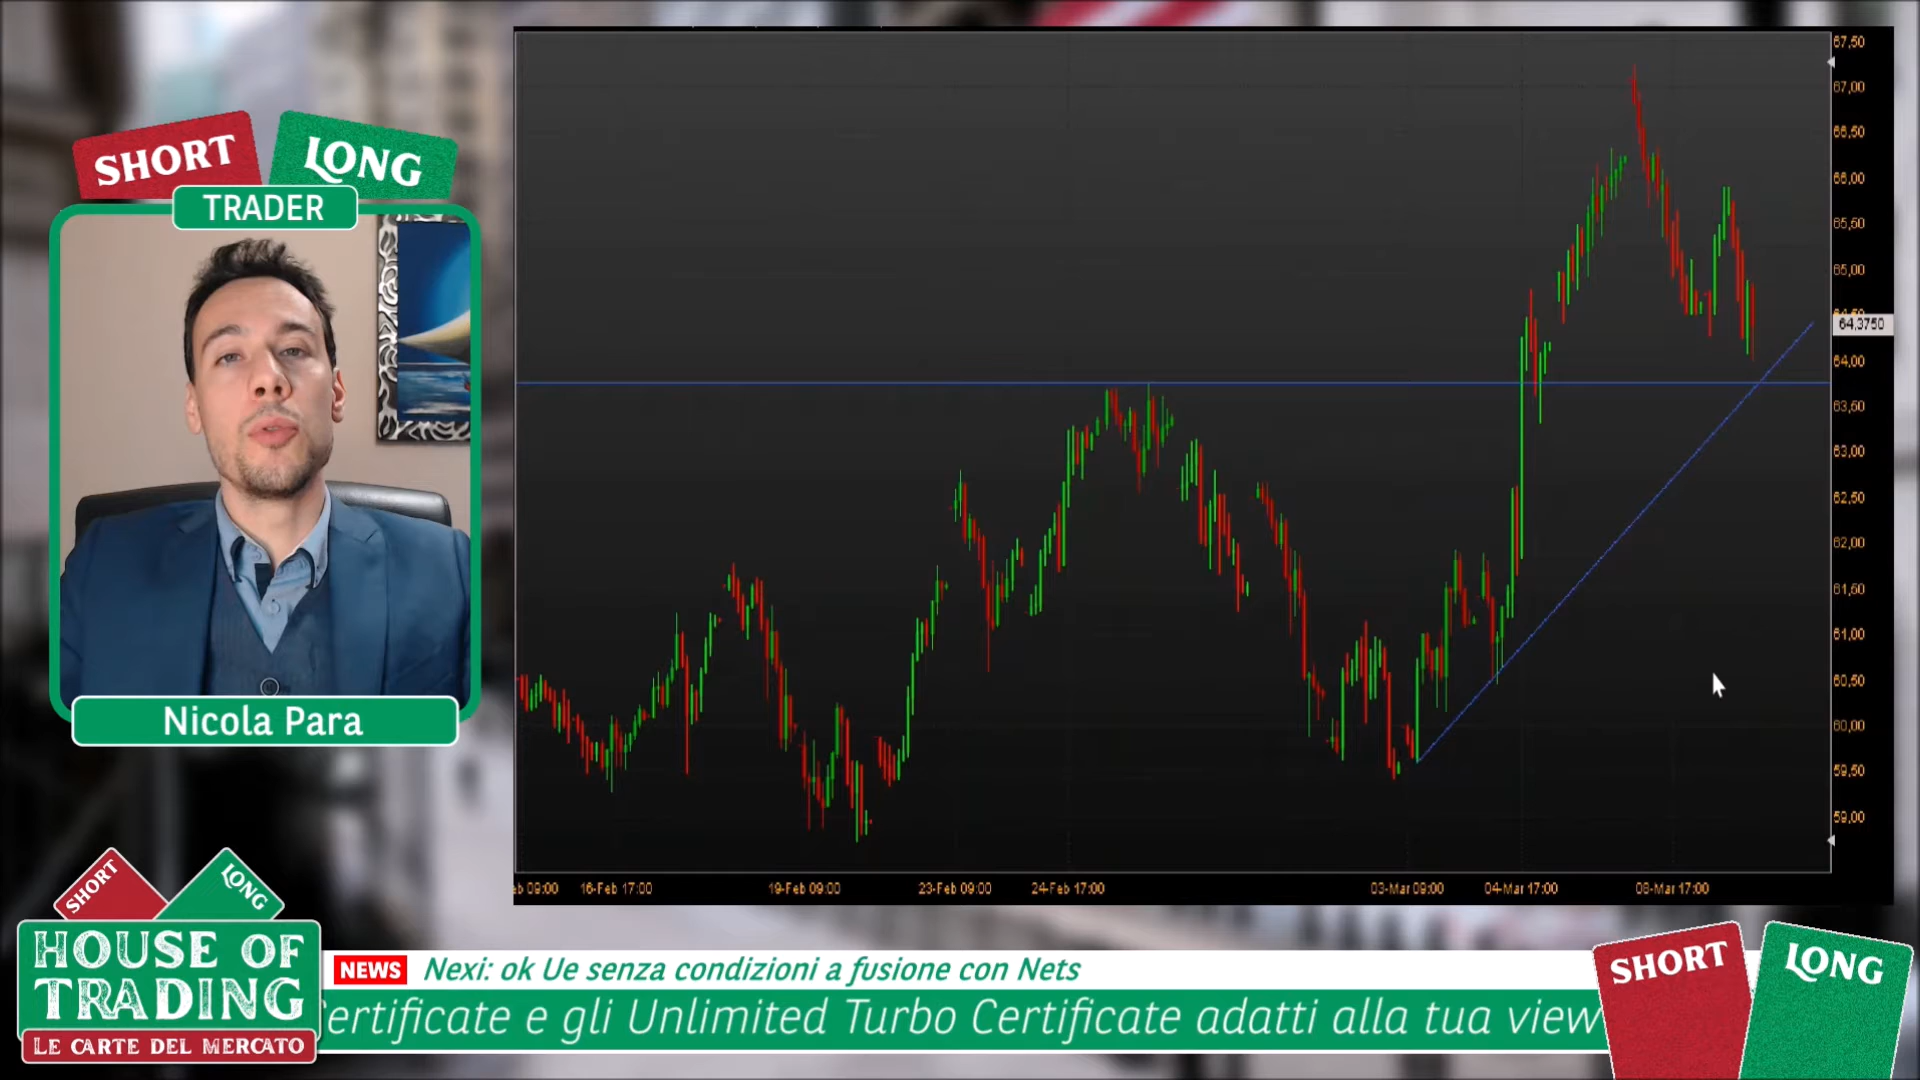 SHORT
LONG
TRADER
Nicola Para
67,50
67,00
66,50
66,00
65,50
65,00
64,3750
64,00
63,50
63,00
62,50
62,00
61,50
61,00
60,50
60,00
59,50
59,00
09:00
16-Feb 17:00
19-Feb 09:00
23-Feb 09:00
24-Feb 17:00
03-Mar 09:00
04-Mar 17:00
08-Mar 17:00
SHORT
LONG
HOUSE OF
TRADING
LE CARTE DEL MERCATO
NEWS Nexi: ok Ue senza condizioni a fusione con Nets
ertificate e gli Unlimited Turbo Certificate adatti alla tua view
SHORT
LONG